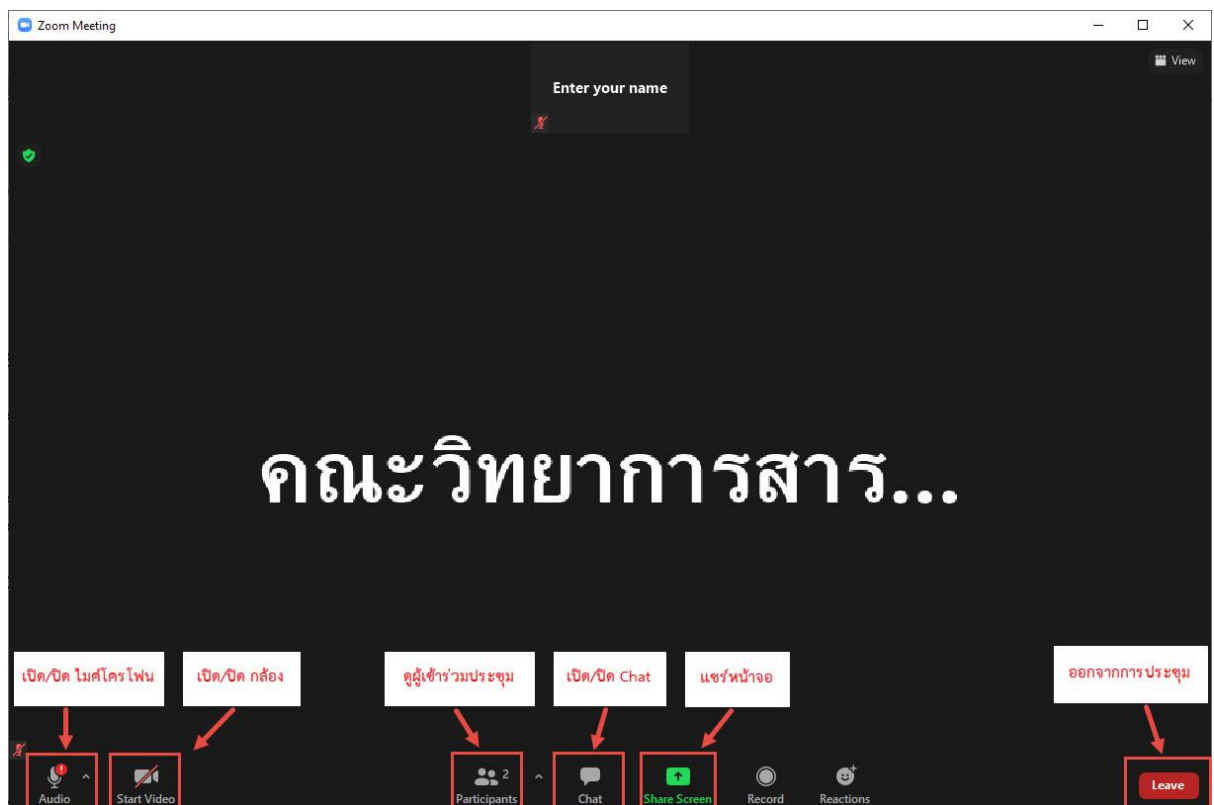 Zoom Meeting
View
Enter your name
คณะวิทยาการสาร...
เปิด/ปิด ไมค์โครโฟน
เปิด/ปิด กล้อง
ดูผู้เข้าร่วมประชุม
เปิด/ปิด Chat
แชร์หน้าจอ
ออกจากการประชุม
Audio
Start Video
2
Participants
Chat
Share Screen
Record
Reactions
Leave